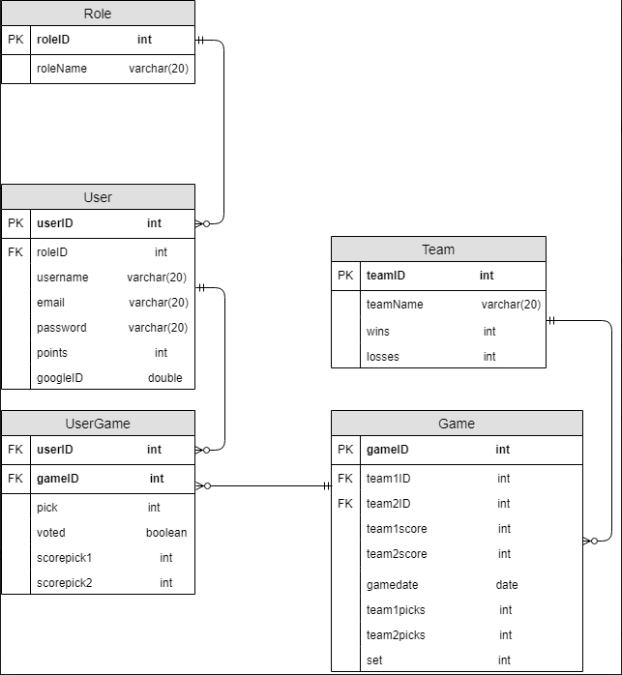 Role
PK roleID int
roleName varchar(20)
User
PK userID int
FK roleID int
username varchar(20)
email varchar(20)
password varchar(20)
points int
googleID double
Team
PK teamID int
teamName varchar(20)
wins int
losses int
UserGame
FK userID int
FK gameID int
pick int
voted boolean
scorepick1 int
scorepick2 int
Game
PK gameID int
FK team1ID int
FK team2ID int
team1score int
team2score int
gamedate date
team1picks int
team2picks int
set int